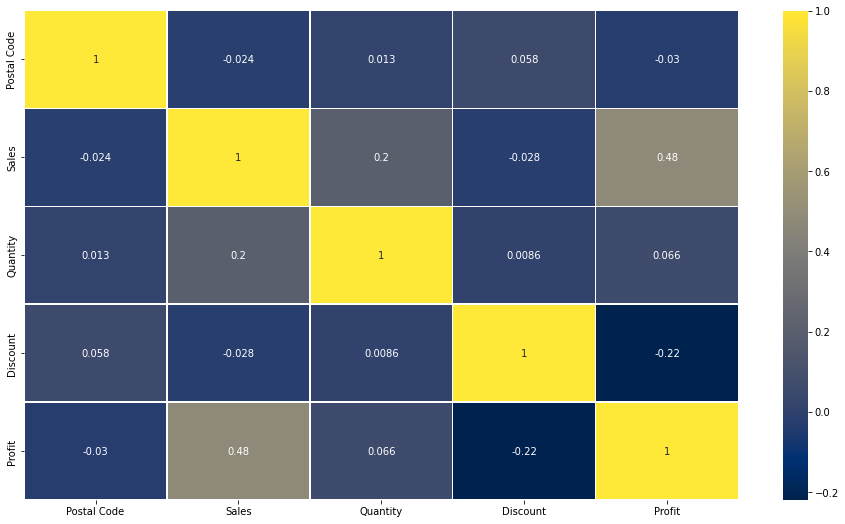 Postal Code 1 -0.024 0.013 0.058 -0.03
Sales -0.024 1 0.2 -0.028 0.48
Quantity 0.013 0.2 1 0.0086 0.066
Discount 0.058 -0.028 0.0086 1 -0.22
Profit -0.03 0.48 0.066 -0.22 1
Postal Code Sales Quantity Discount Profit
1.0
0.8
0.6
0.4
0.2
0.0
−0.2